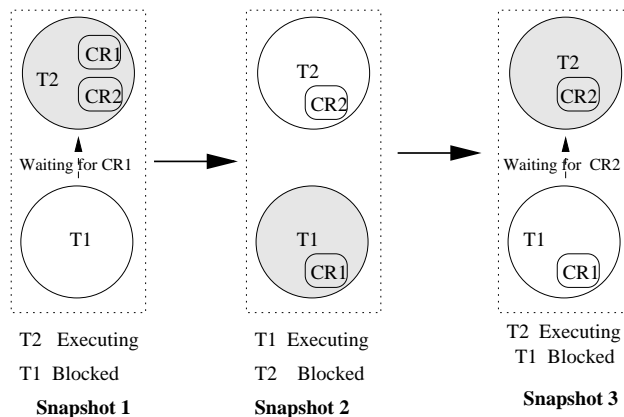 CR1
T2
CR2
Waiting for CR1
T1
T2 Executing
T1 Blocked
Snapshot 1
T2
CR2
T1
CR1
T1 Executing
T2 Blocked
Snapshot 2
T2
CR2
Waiting for CR2
T1
CR1
T2 Executing
T1 Blocked
Snapshot 3